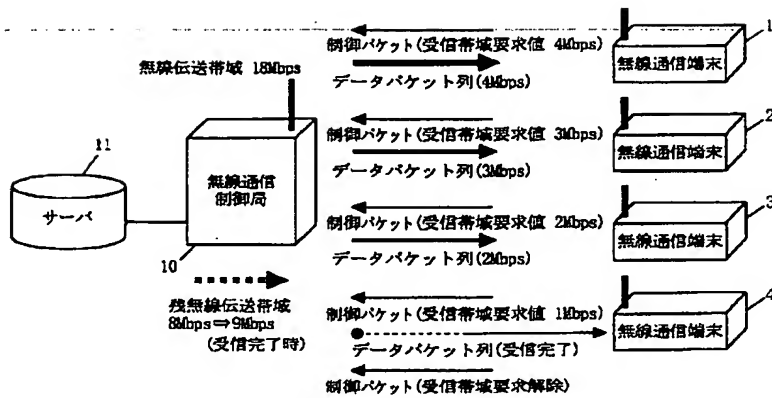 制御パケット(受信帯域要求値 4Mbps)
1
無線伝送帯域 18Mbps
データパケット列(4Mbps)
無線通信端末
制御パケット(受信帯域要求値 3Mbps)
2
11
無線通信
制御局
データパケット列(3Mbps)
無線通信端末
サーバ
制御パケット(受信帯域要求値 2Mbps)
3
10
データパケット列(2Mbps)
無線通信端末
残無線伝送帯域
8Mbps⇒9Mbps
(受信完了時)
制御パケット(受信帯域要求値 1Mbps)
4
データパケット列(受信完了)
無線通信端末
制御パケット(受信帯域要求解除)